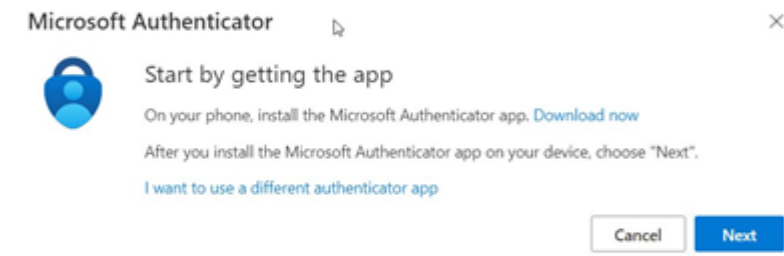 Microsoft Authenticator
Start by getting the app
On your phone, install the Microsoft Authenticator app. Download now
After you install the Microsoft Authenticator app on your device, choose "Next".
I want to use a different authenticator app
Cancel
Next